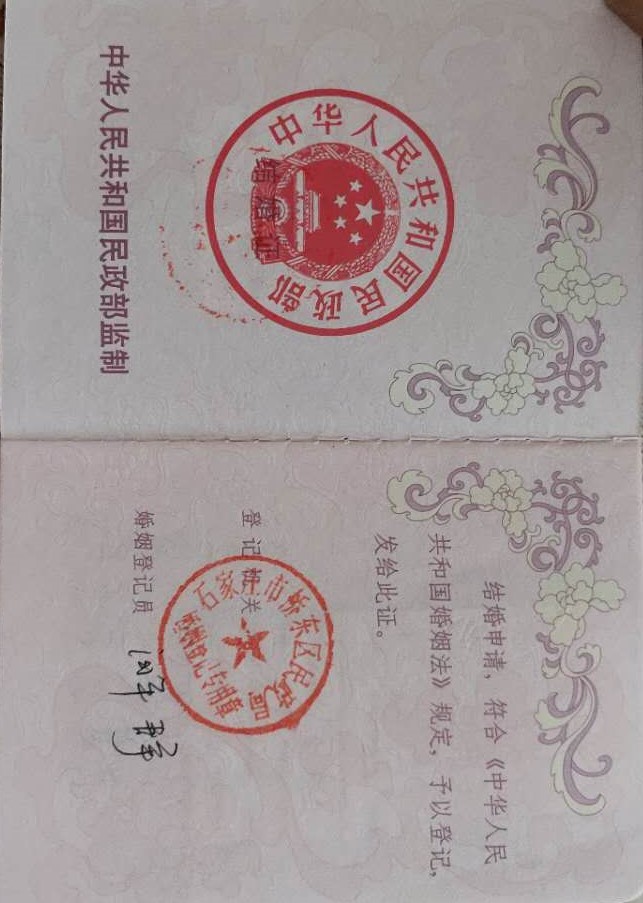 中华人民共和国民政部
结婚证
中华人民共和国民政部监制
结婚申请，符合《中华人民
共和国婚姻法》规定，予以登记，
发给此证。
登记机关
石家庄市桥东区民政局
婚姻登记专用章
婚姻登记员